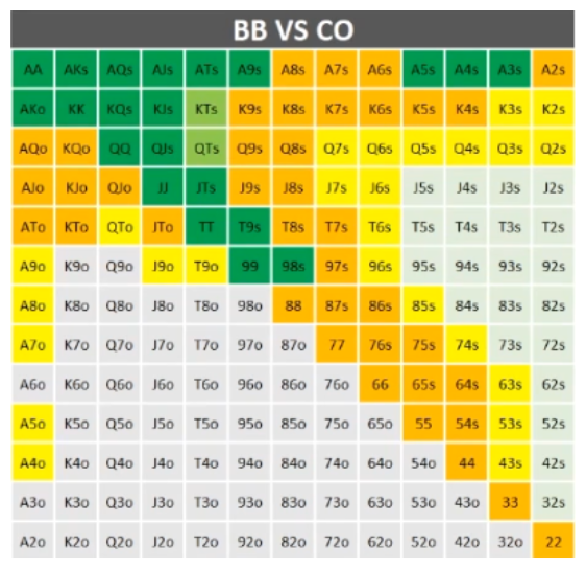 BB VS CO
AA AKs AQs AJs ATs A9s A8s A7s A6s A5s A4s A3s A2s
AKo KK KQs KJs KTs K9s K8s K7s K6s K5s K4s K3s K2s
AQo KQo QQ QJs QTs Q9s Q8s Q7s Q6s Q5s Q4s Q3s Q2s
AJo KJo QJo JJ JTs J9s J8s J7s J6s J5s J4s J3s J2s
ATo KTo QTo JTo TT T9s T8s T7s T6s T5s T4s T3s T2s
A9o K9o Q9o J9o T9o 99 98s 97s 96s 95s 94s 93s 92s
A8o K8o Q8o J8o T8o 98o 88 87s 86s 85s 84s 83s 82s
A7o K7o Q7o J7o T7o 97o 87o 77 76s 75s 74s 73s 72s
A6o K6o Q6o J6o T6o 96o 86o 76o 66 65s 64s 63s 62s
A5o K5o Q5o J5o T5o 95o 85o 75o 65o 55 54s 53s 52s
A4o K4o Q4o J4o T4o 94o 84o 74o 64o 54o 44 43s 42s
A3o K3o Q3o J3o T3o 93o 83o 73o 63o 53o 43o 33 32s
A2o K2o Q2o J2o T2o 92o 82o 72o 62o 52o 42o 32o 22